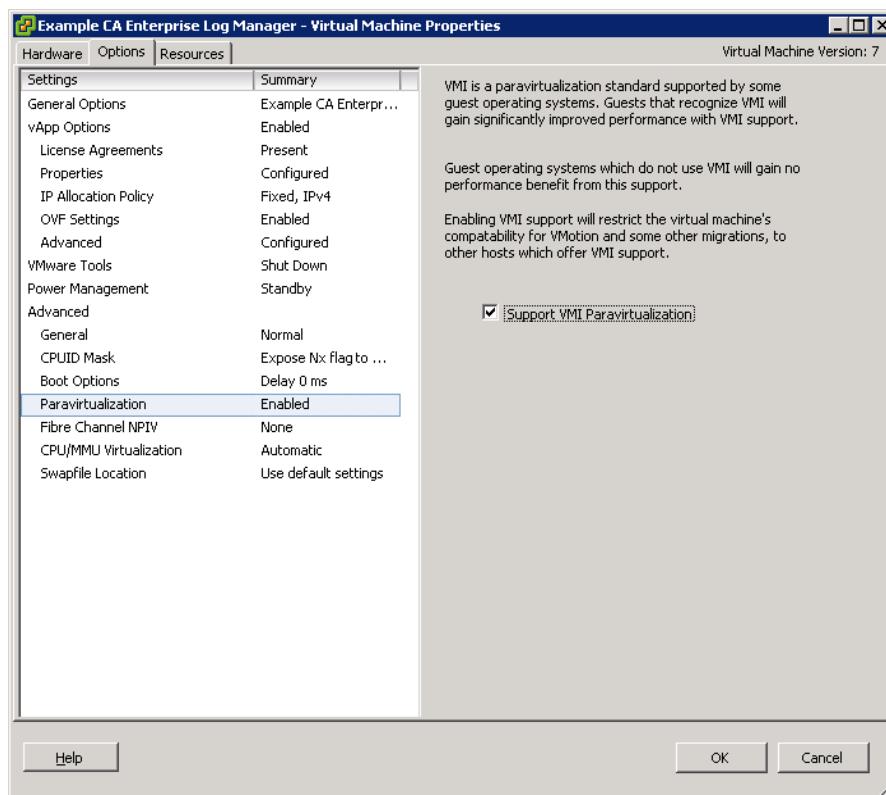 Example CA Enterprise Log Manager - Virtual Machine Properties
Hardware Options Resources Virtual Machine Version: 7
Settings Summary
General Options Example CA Enterpr...
vApp Options Enabled
License Agreements Present
Properties Configured
IP Allocation Policy Fixed, IPv4
OVF Settings Enabled
Advanced Configured
VMware Tools Shut Down
Power Management Standby
Advanced
General Normal
CPUID Mask Expose Nx flag to ...
Boot Options Delay 0 ms
Paravirtualization Enabled
Fibre Channel NPIV None
CPU/MMU Virtualization Automatic
Swapfile Location Use default settings
VMI is a paravirtualization standard supported by some
guest operating systems. Guests that recognize VMI will
gain significantly improved performance with VMI support.
Guest operating systems which do not use VMI will gain no
performance benefit from this support.
Enabling VMI support will restrict the virtual machine's
compatability for VMotion and some other migrations, to
other hosts which offer VMI support.
Support VMI Paravirtualization
Help OK Cancel